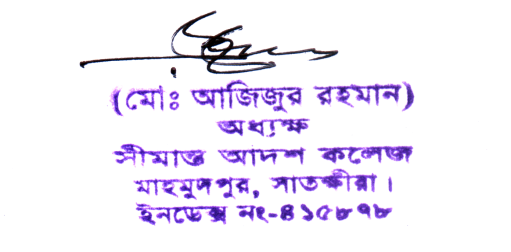 (মোঃ আজিজুর রহমান)
অধ্যক্ষ
সীমান্ত আদর্শ কলেজ
মাহমুদপুর, সাতক্ষীরা।
ইনডেক্স নং-৪১৫৮৭৮